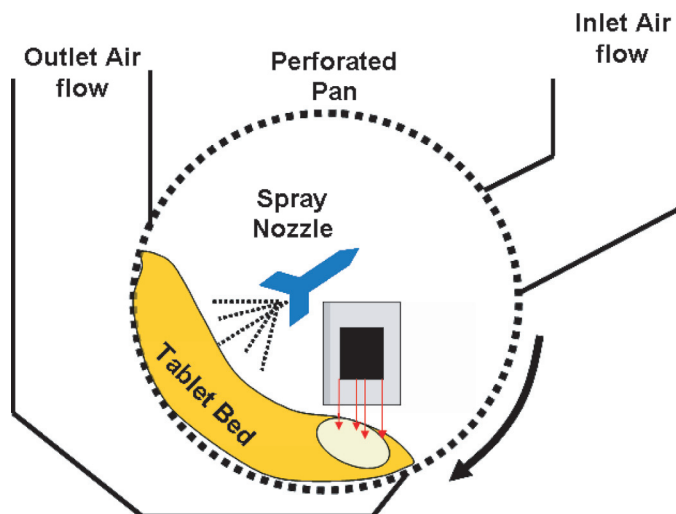 Outlet Air
flow
Perforated
Pan
Inlet Air
flow
Spray
Nozzle
Tablet Bed